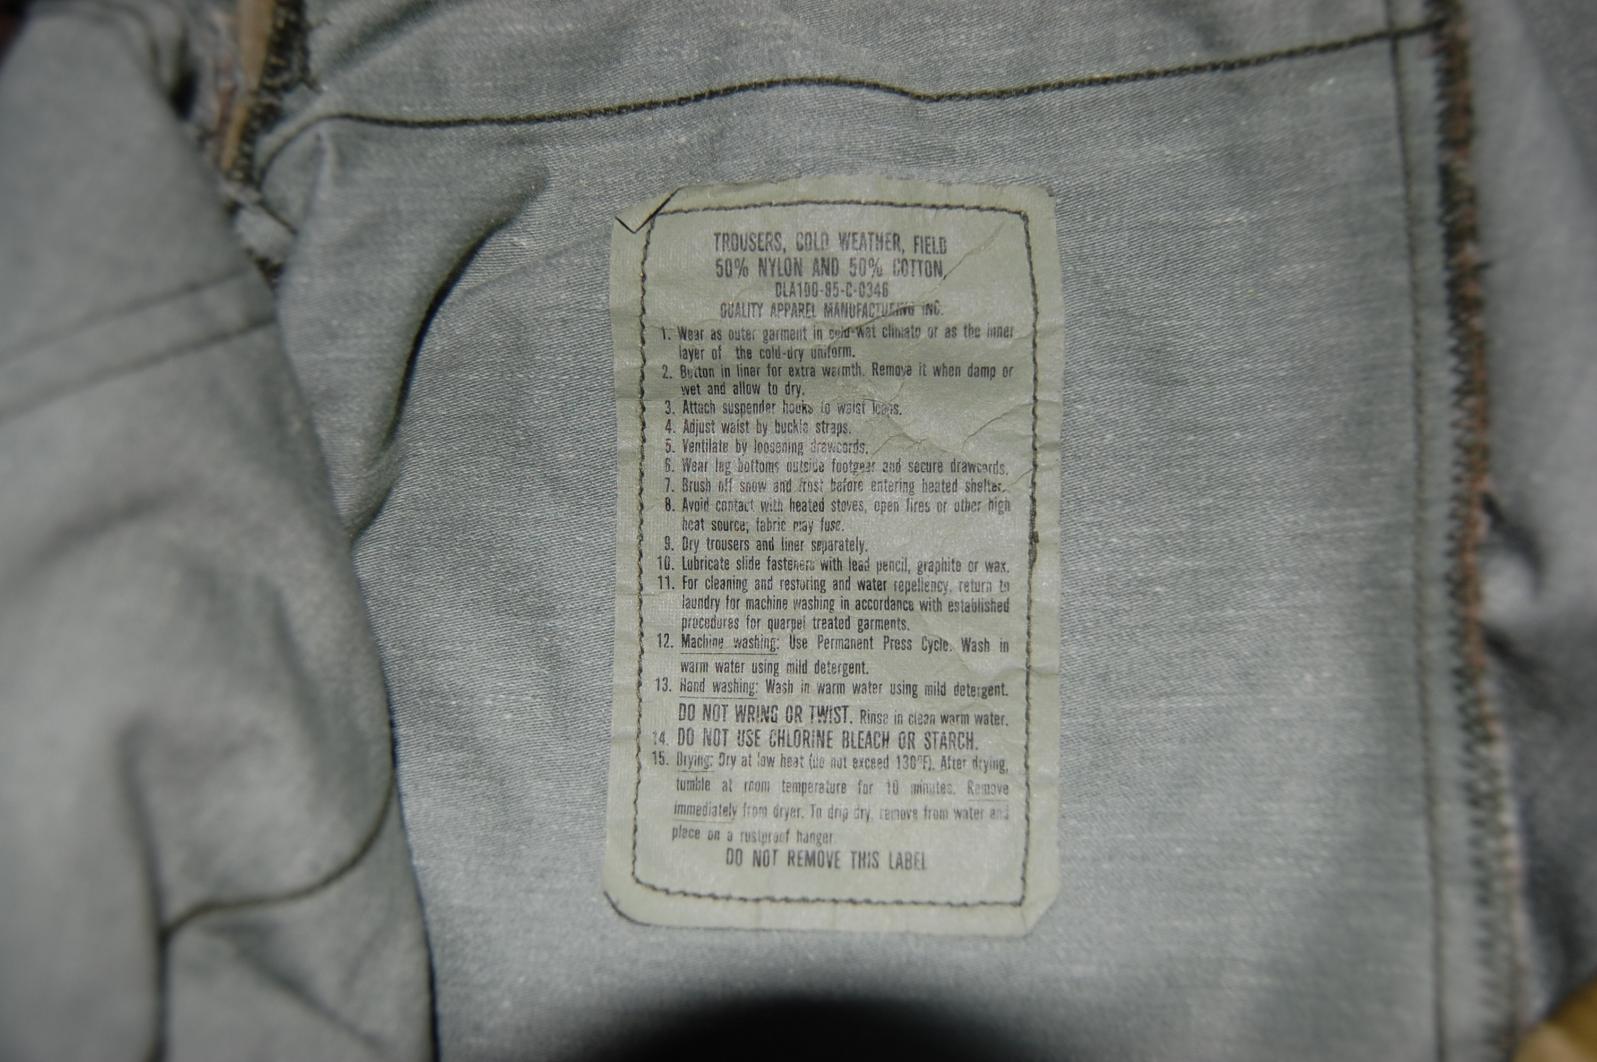 TROUSERS, COLD WEATHER, FIELD
50% NYLON AND 50% COTTON,
DLA100-85-C-0346
QUALITY APPAREL MANUFACTURING INC.
1. Wear as outer garment in cold-wet climate or as the inner
layer of the cold-dry uniform.
2. Button in liner for extra warmth. Remove it when damp or
wet and allow to dry.
3. Attach suspender hooks to waist loops.
4. Adjust waist by buckle straps.
5. Ventilate by loosening drawcords.
6. Wear leg bottoms outside footgear and secure drawcords.
7. Brush off snow and frost before entering heated shelter.
8. Avoid contact with heated stoves, open fires or other high
heat source; fabric may fuse.
9. Dry trousers and liner separately.
10. Lubricate slide fasteners with lead pencil, graphite or wax.
11. For cleaning and restoring and water repellency, return to
laundry for machine washing in accordance with established
procedures for quarpel treated garments.
12. Machine washing: Use Permanent Press Cycle. Wash in
warm water using mild detergent.
13. Hand washing: Wash in warm water using mild detergent.
DO NOT WRING OR TWIST. Rinse in clean warm water.
14. DO NOT USE CHLORINE BLEACH OR STARCH.
15. Drying: Dry at low heat (do not exceed 130°F). After drying,
tumble at room temperature for 10 minutes. Remove
immediately from dryer. To drip dry, remove from water and
place on a rustproof hanger.
DO NOT REMOVE THIS LABEL